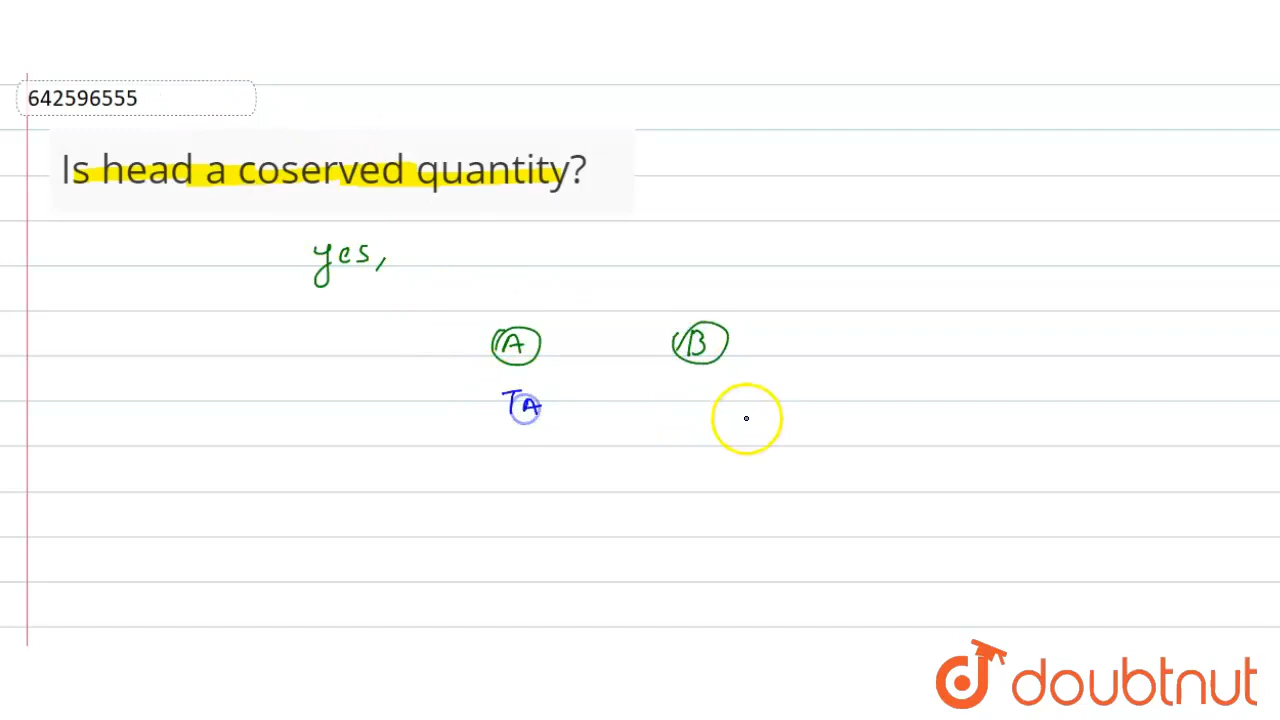 642596555
Is head a coserved quantity?
yes,
A B
TA
doubtnut